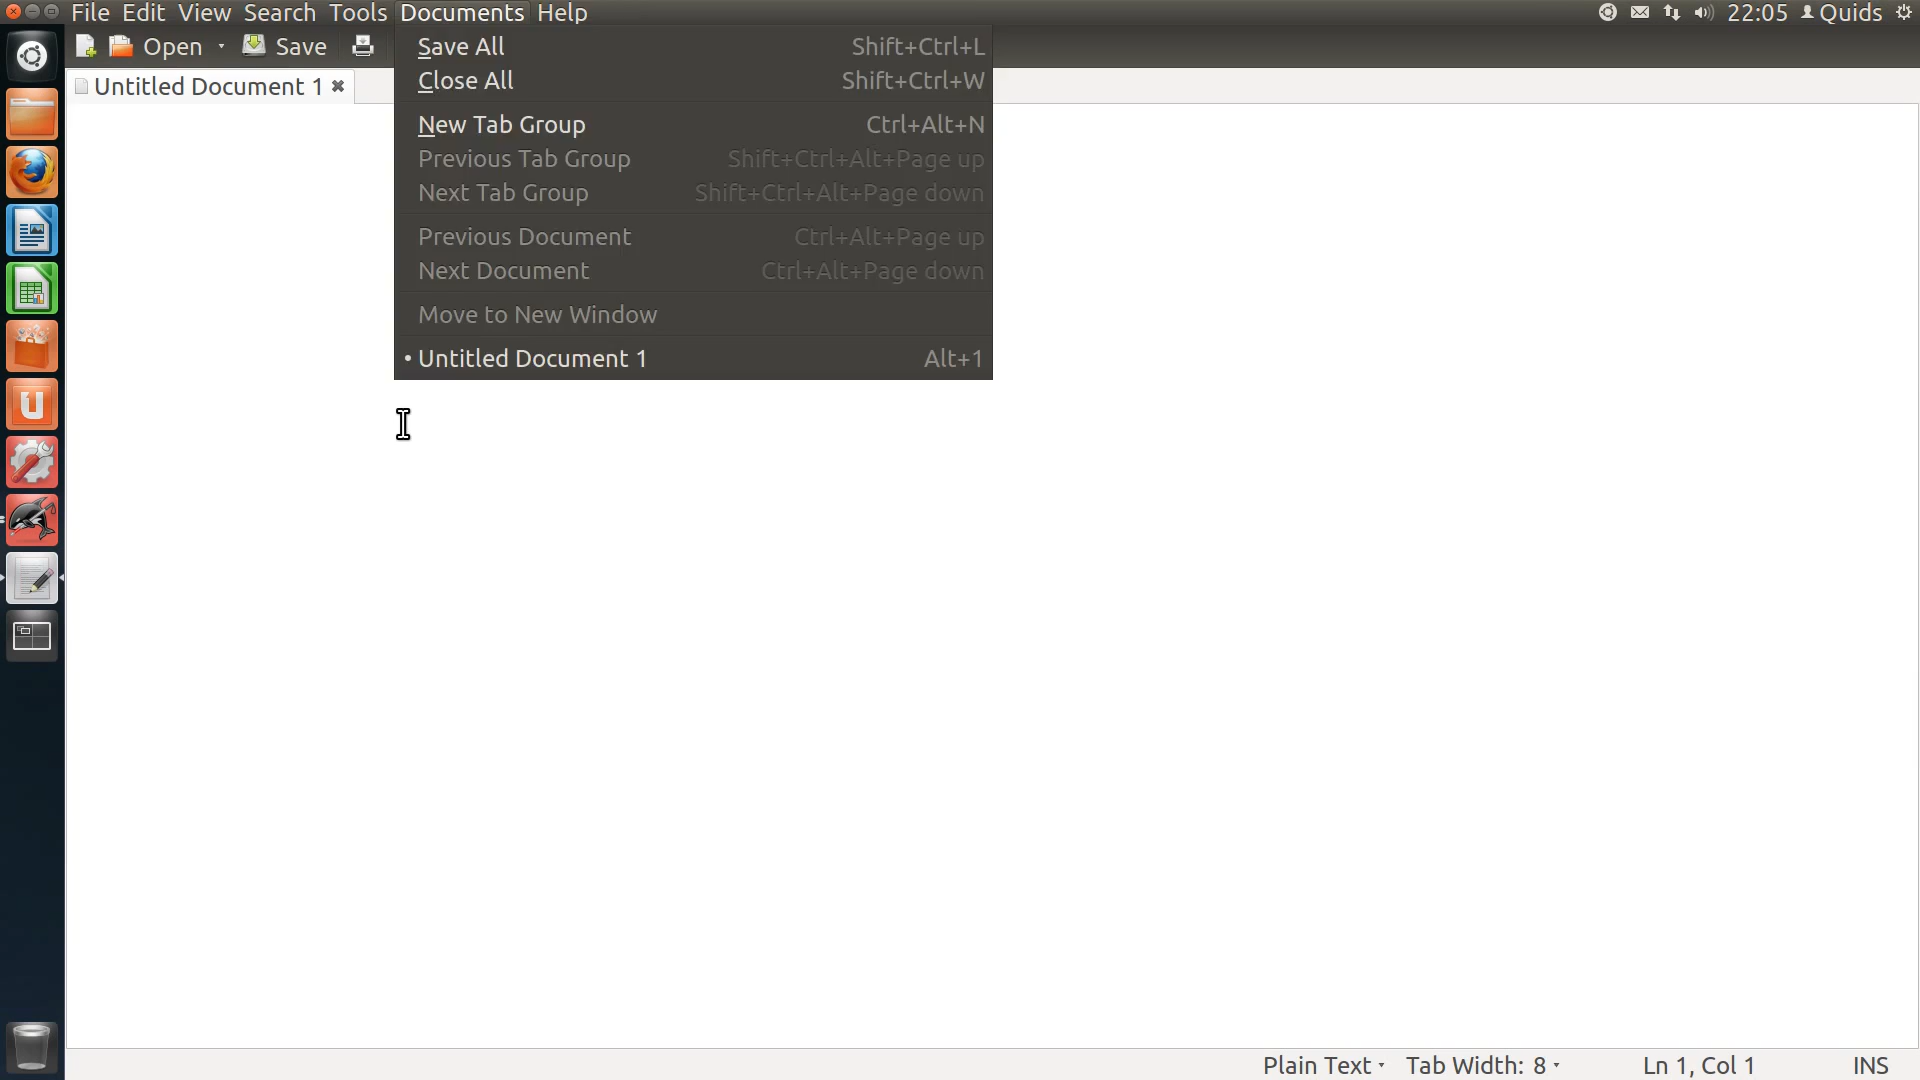 File Edit View Search Tools Documents Help 22:05 Quids
Open Save
Untitled Document 1
Save All Shift+Ctrl+L
Close All Shift+Ctrl+W
New Tab Group Ctrl+Alt+N
Previous Tab Group Shift+Ctrl+Alt+Page up
Next Tab Group Shift+Ctrl+Alt+Page down
Previous Document Ctrl+Alt+Page up
Next Document Ctrl+Alt+Page down
Move to New Window
• Untitled Document 1 Alt+1
Plain Text Tab Width: 8 Ln 1, Col 1 INS